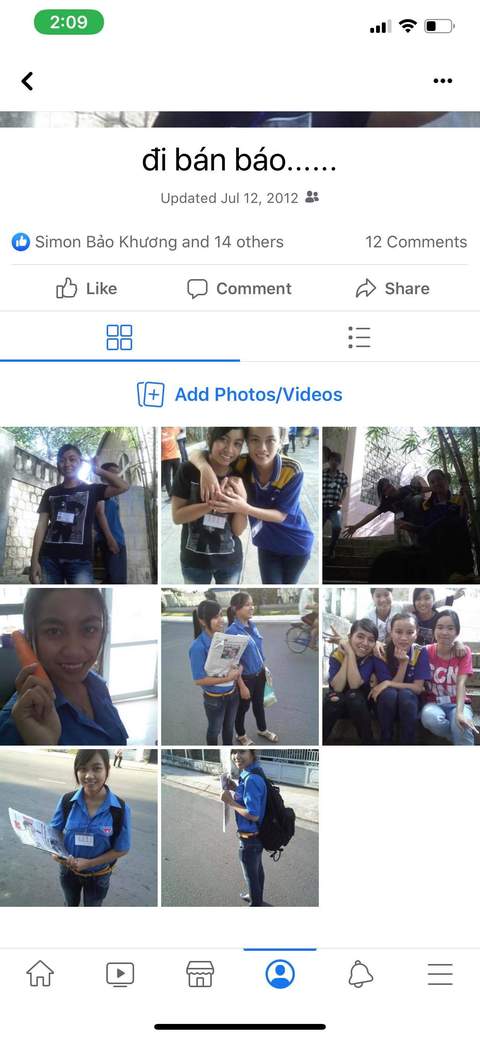 2:09
đi bán báo......
Updated Jul 12, 2012
Simon Bảo Khương and 14 others
12 Comments
Like
Comment
Share
Add Photos/Videos